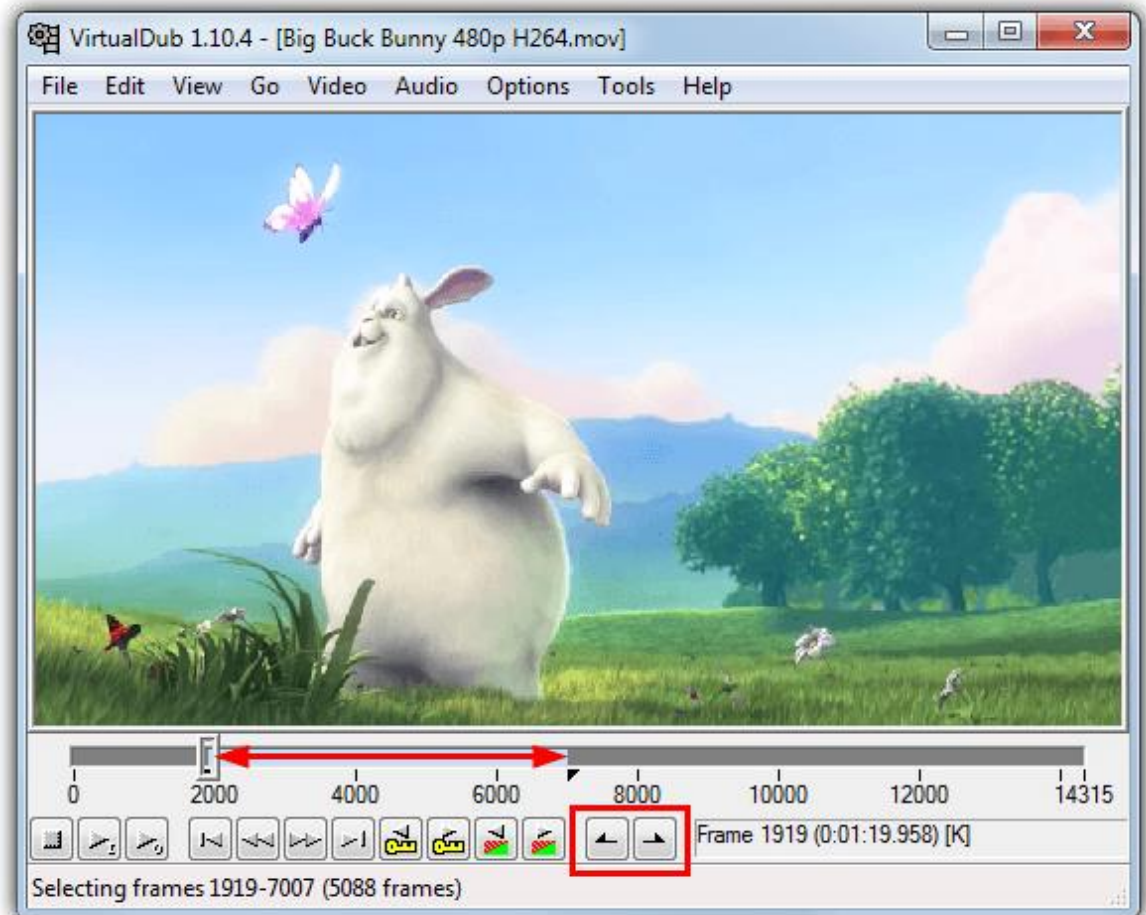 VirtualDub 1.10.4 - [Big Buck Bunny 480p H264.mov]
File Edit View Go Video Audio Options Tools Help
0 2000 4000 6000 8000 10000 12000 14315
Frame 1919 (0:01:19.958) [K]
Selecting frames 1919-7007 (5088 frames)